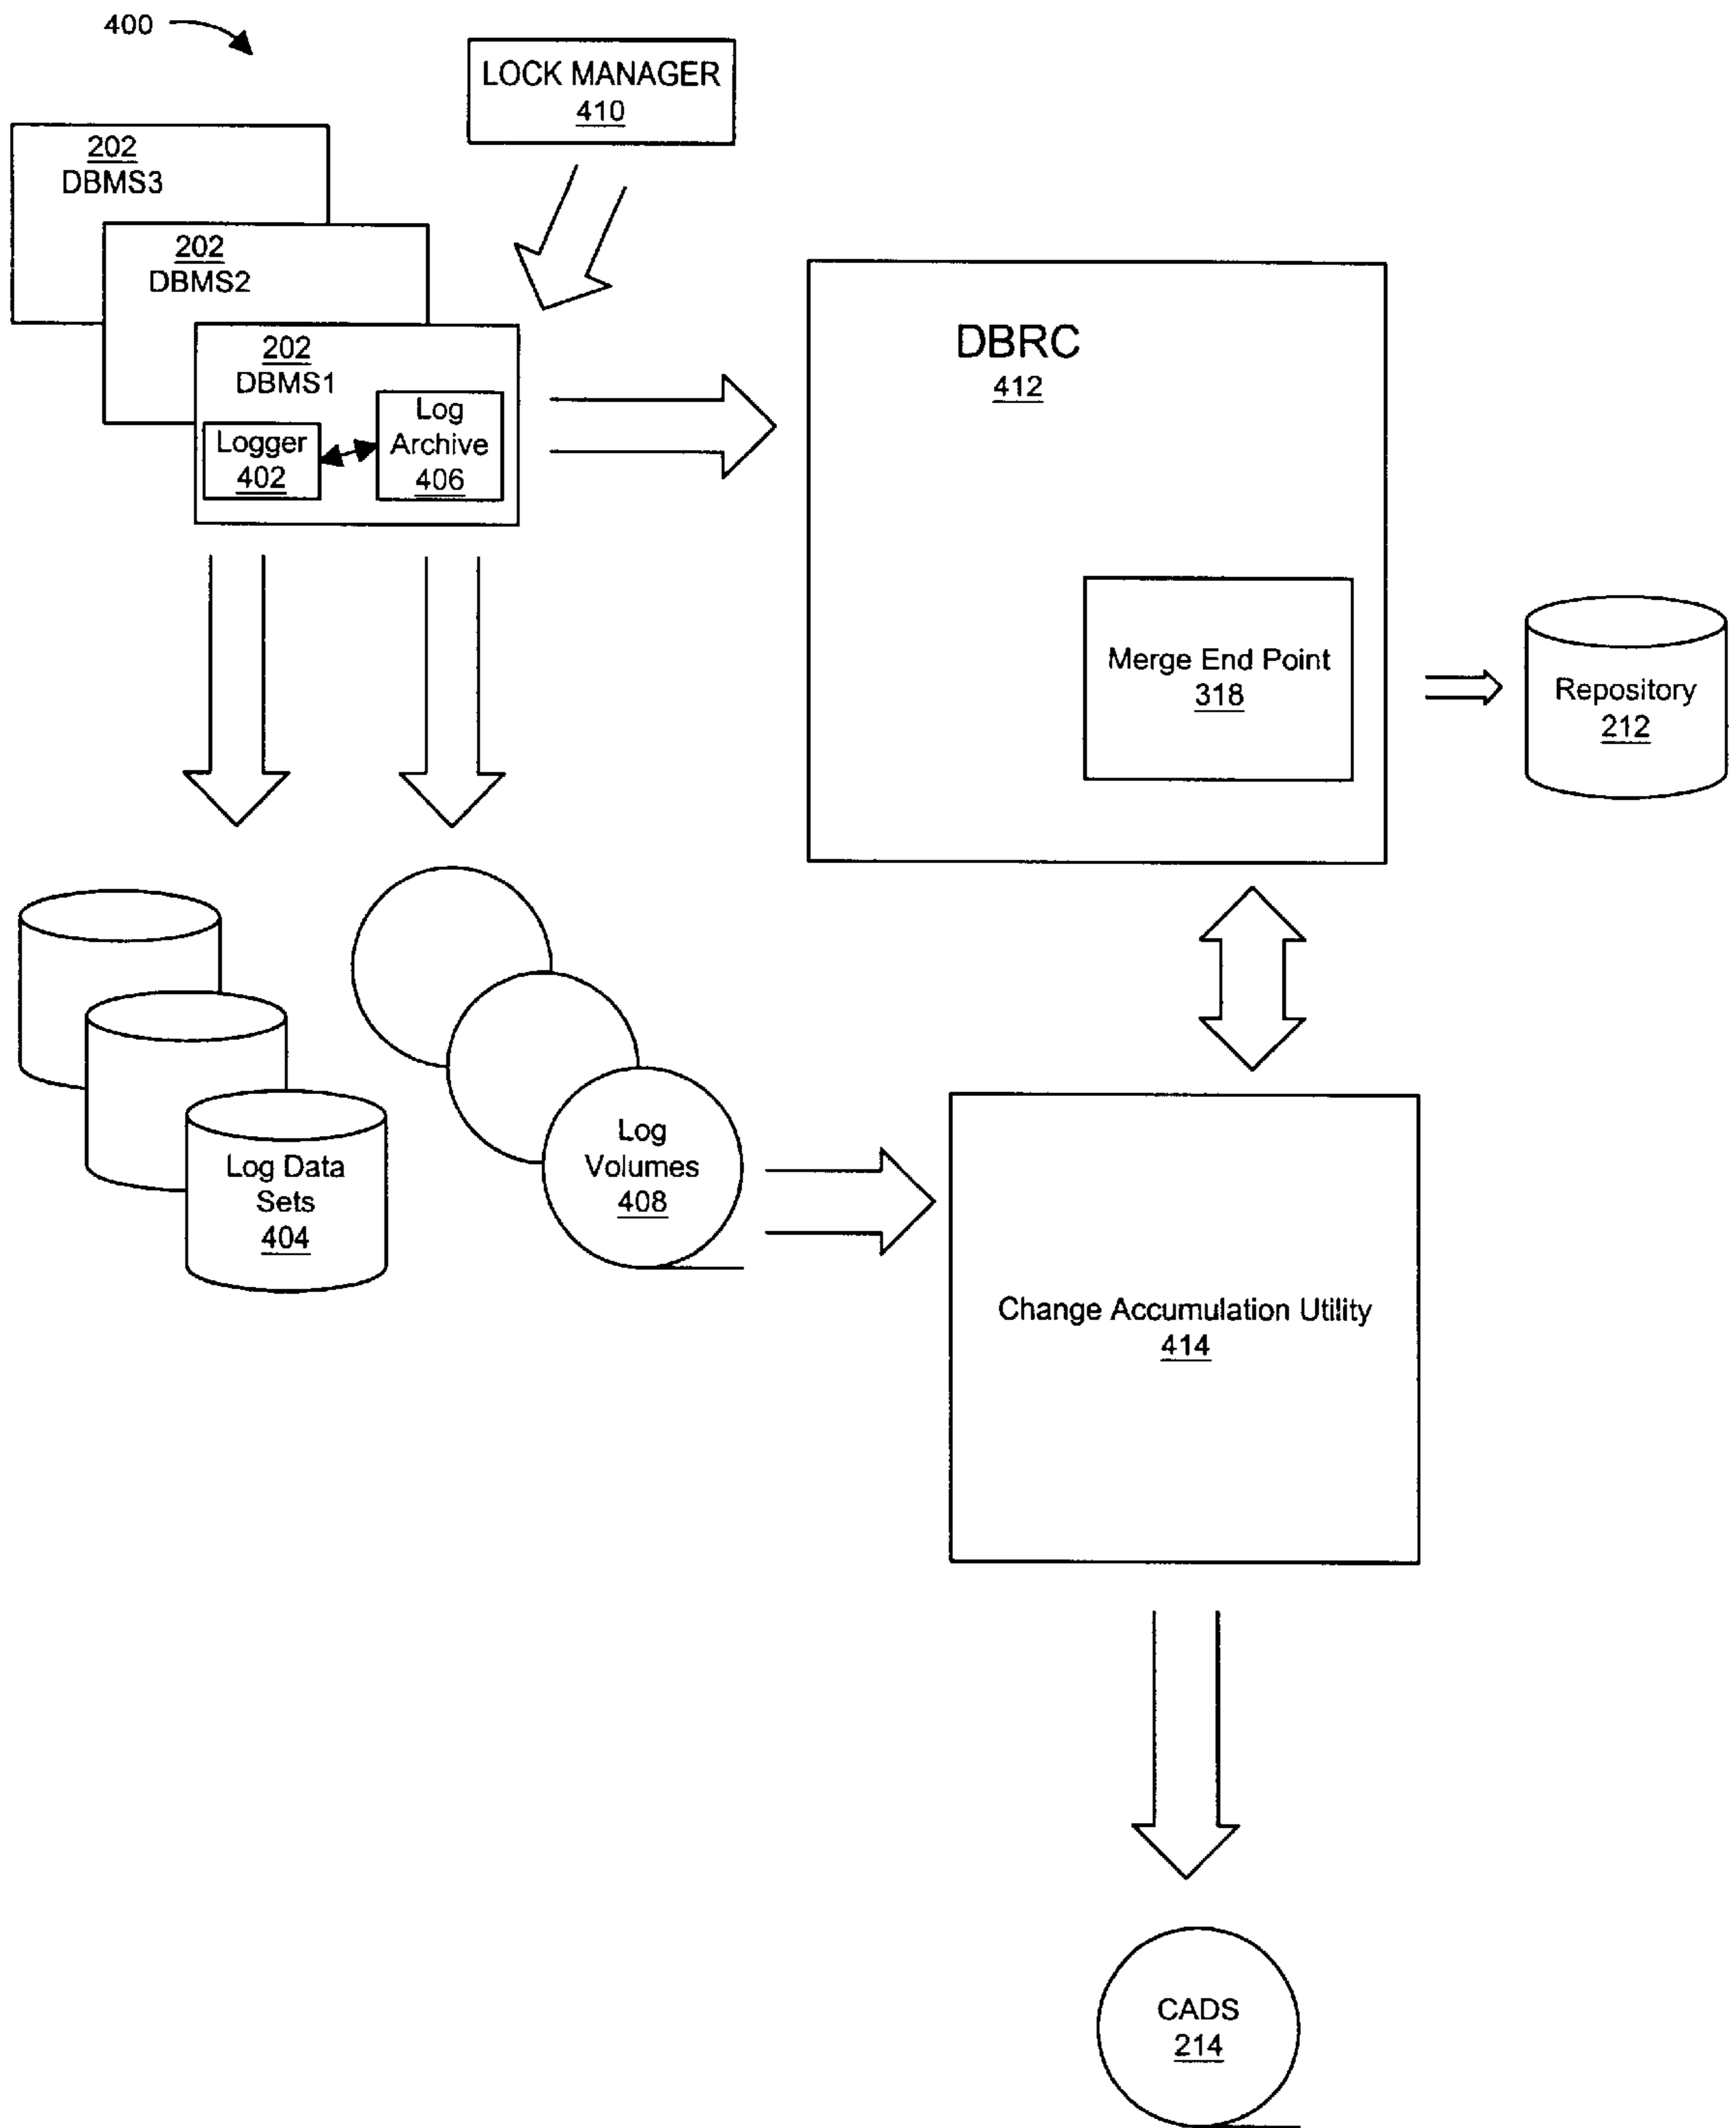 400
LOCK MANAGER
410
202
DBMS3
202
DBMS2
202
DBMS1
Logger
402
Log
Archive
406
DBRC
412
Merge End Point
318
Repository
212
Log Data
Sets
404
Log
Volumes
408
Change Accumulation Utility
414
CADS
214